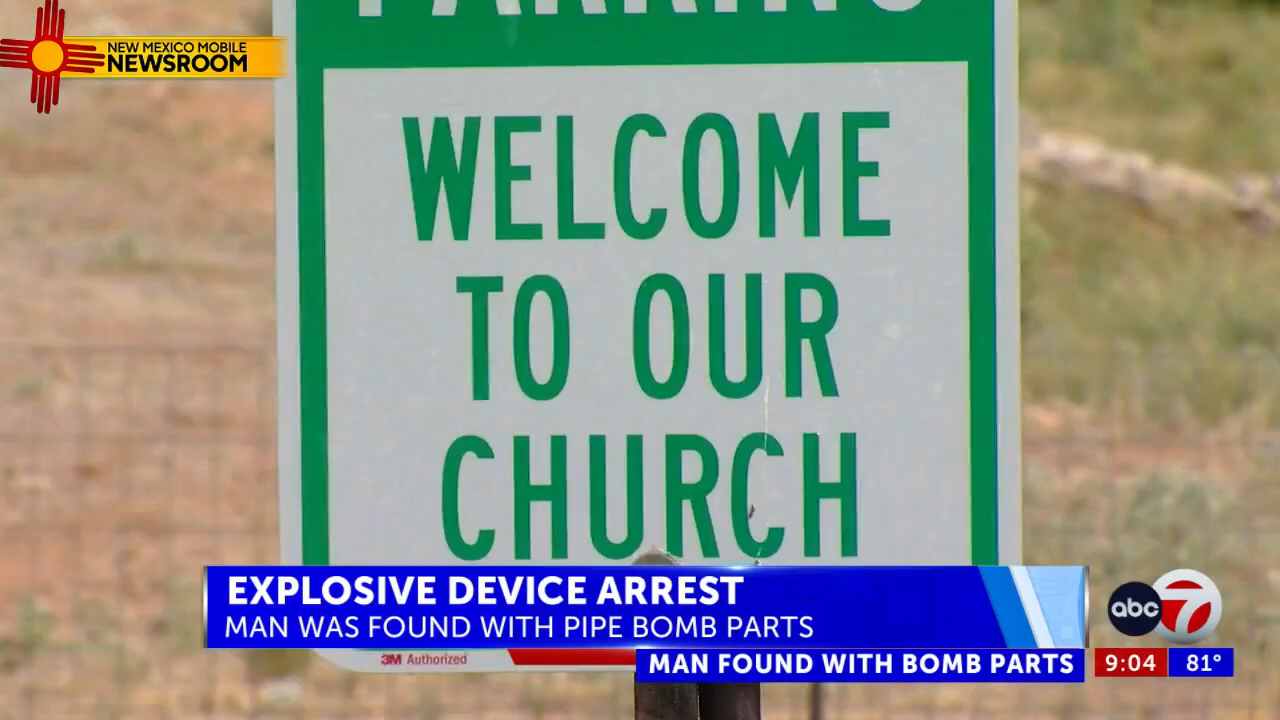 PARKING
NEW MEXICO MOBILE
NEWSROOM
WELCOME
TO OUR
CHURCH
EXPLOSIVE DEVICE ARREST
MAN WAS FOUND WITH PIPE BOMB PARTS
abc 7
3M Authorized
MAN FOUND WITH BOMB PARTS
9:04 81°